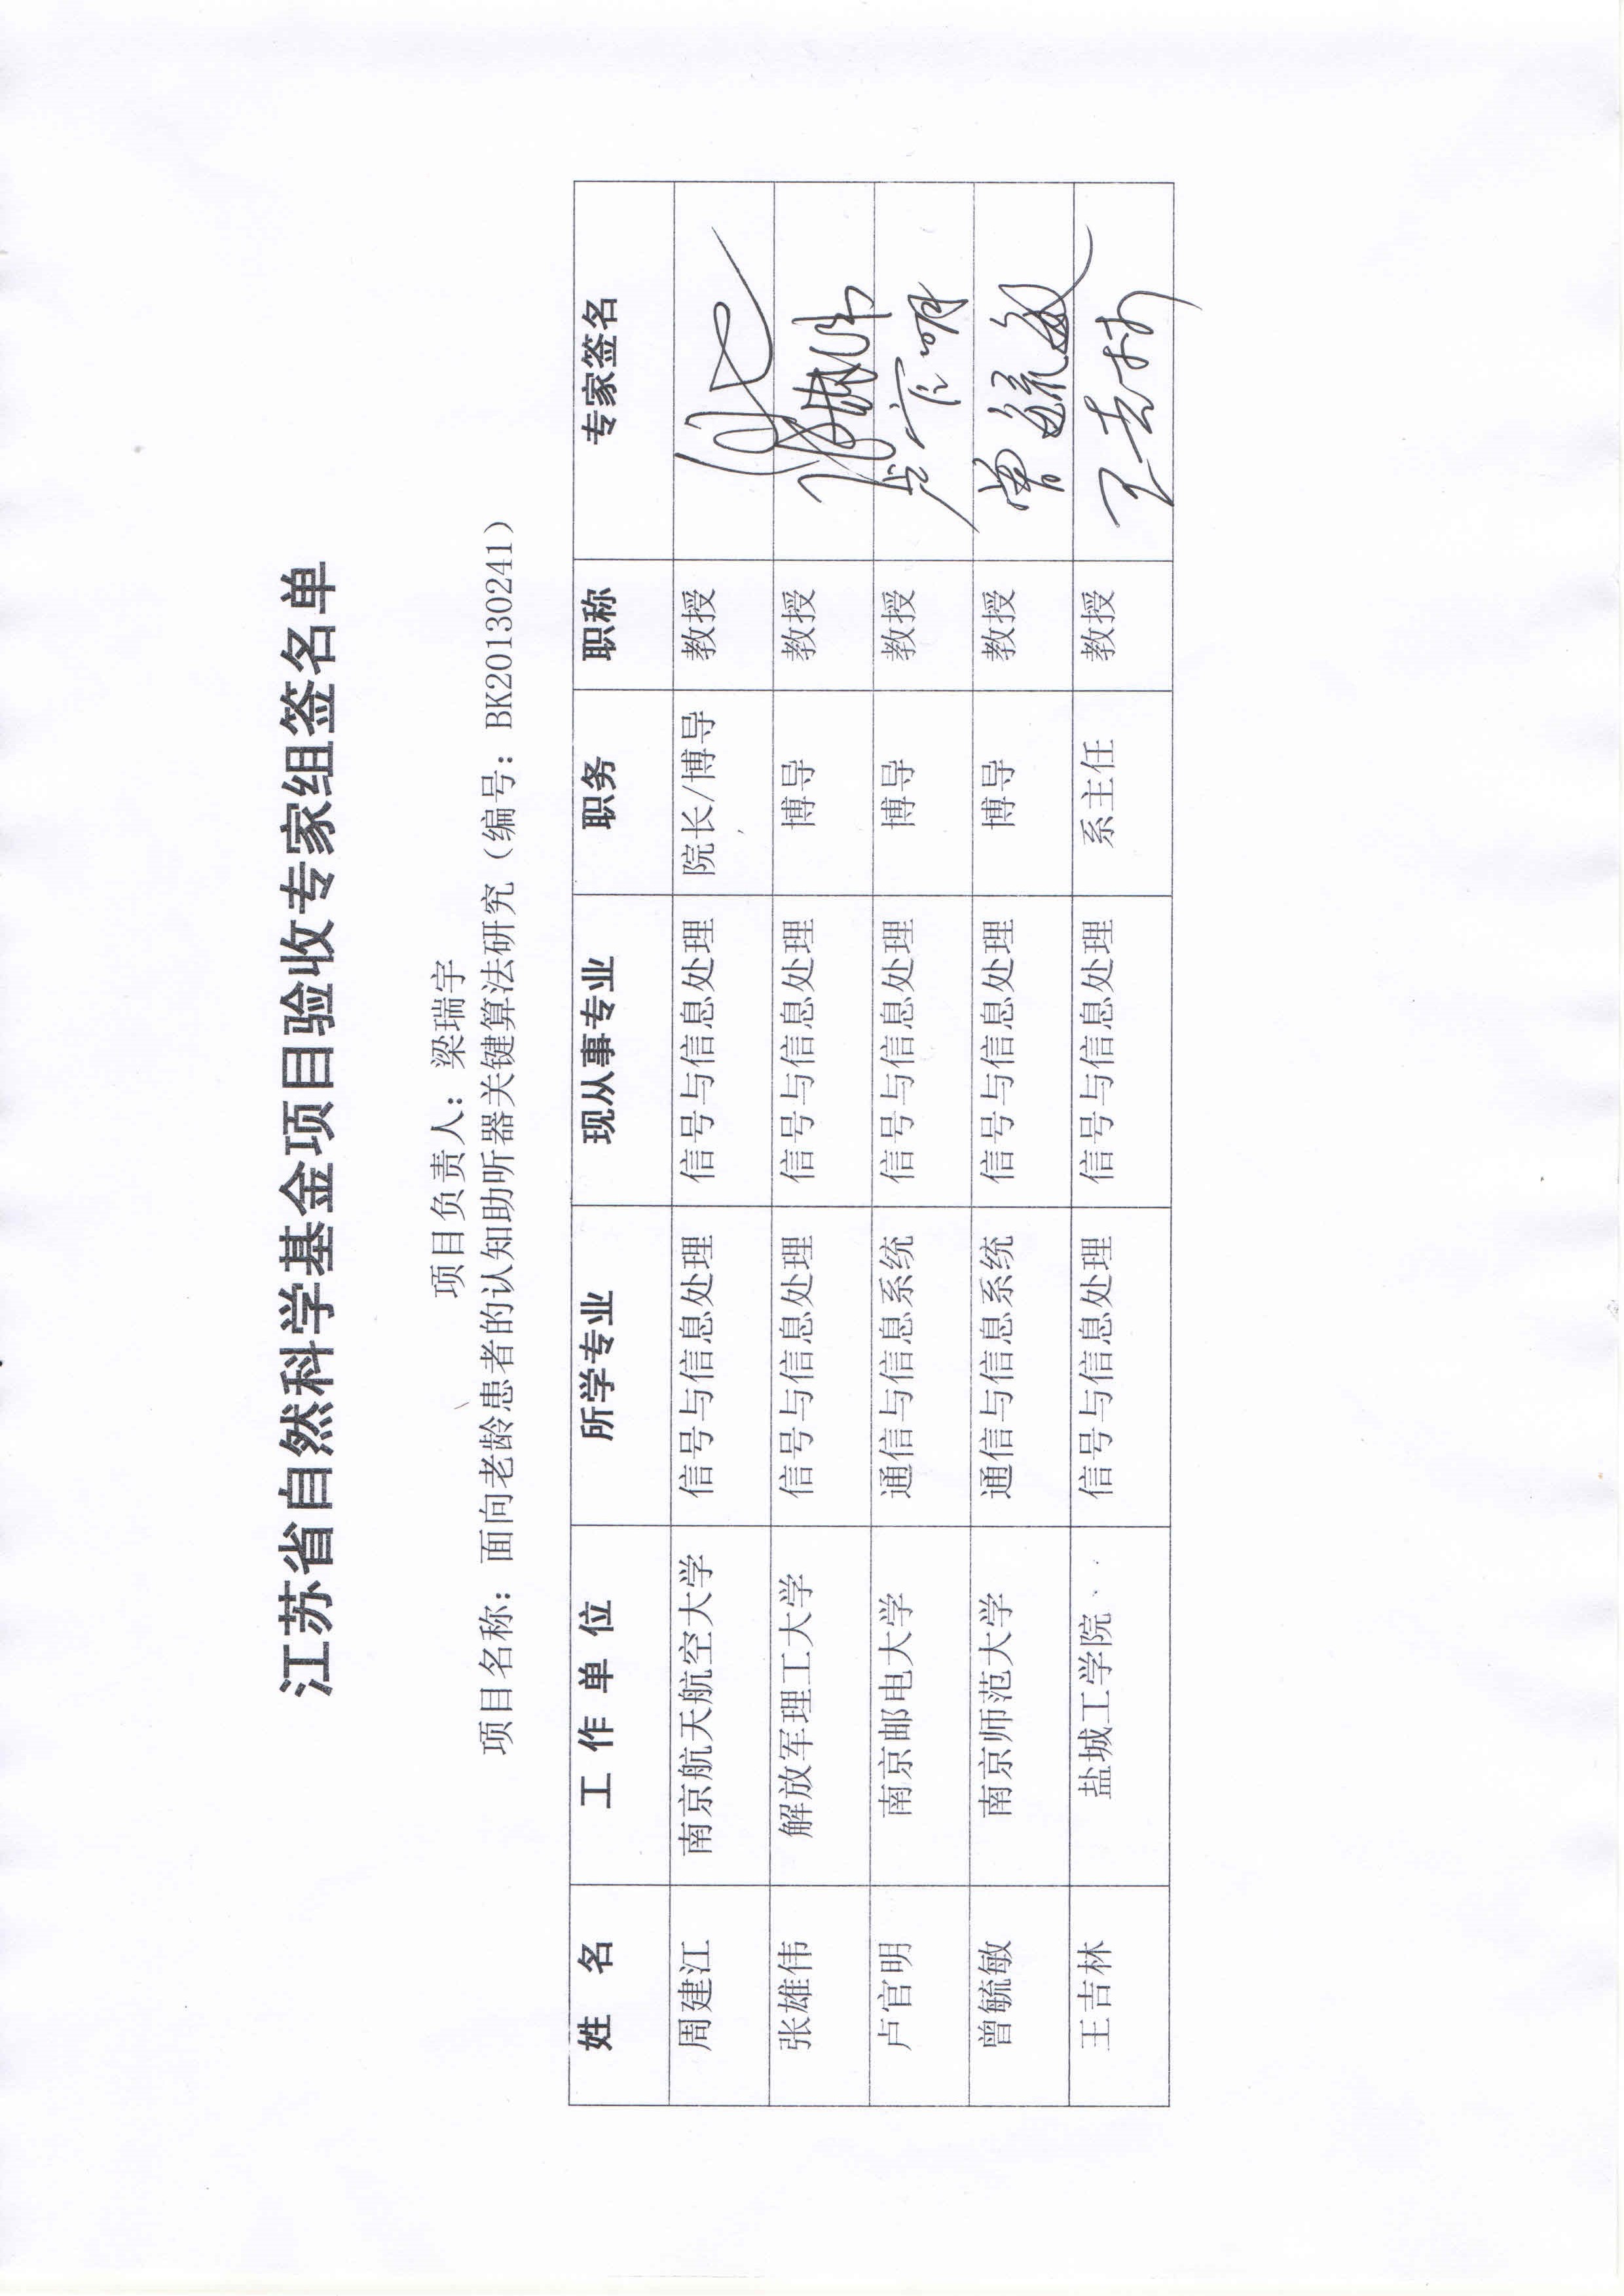 江苏省自然科学基金项目验收专家组签名单
项目负责人：梁瑞宇
项目名称：面向老龄患者的认知助听器关键算法研究（编号：BK20130241）
姓 名 工 作 单 位 所学专业 现从事专业 职务 职称 专家签名
周建江 南京航天航空大学 信号与信息处理 信号与信息处理 院长/博导 教授
张雄伟 解放军理工大学 信号与信息处理 信号与信息处理 博导 教授 张雄伟
卢官明 南京邮电大学 通信与信息系统 信号与信息处理 博导 教授 卢官明
曾毓敏 南京师范大学 通信与信息系统 信号与信息处理 博导 教授 曾毓敏
王吉林 盐城工学院 信号与信息处理 信号与信息处理 系主任 教授 王吉林